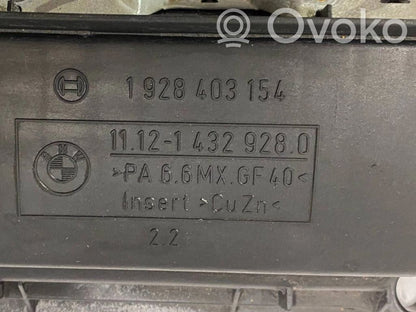 Ovoko
1 928 403 154
11.12-1 432 928.0
BMW
>PA 6.6MX.GF40<
Insert >CuZn<
2.2